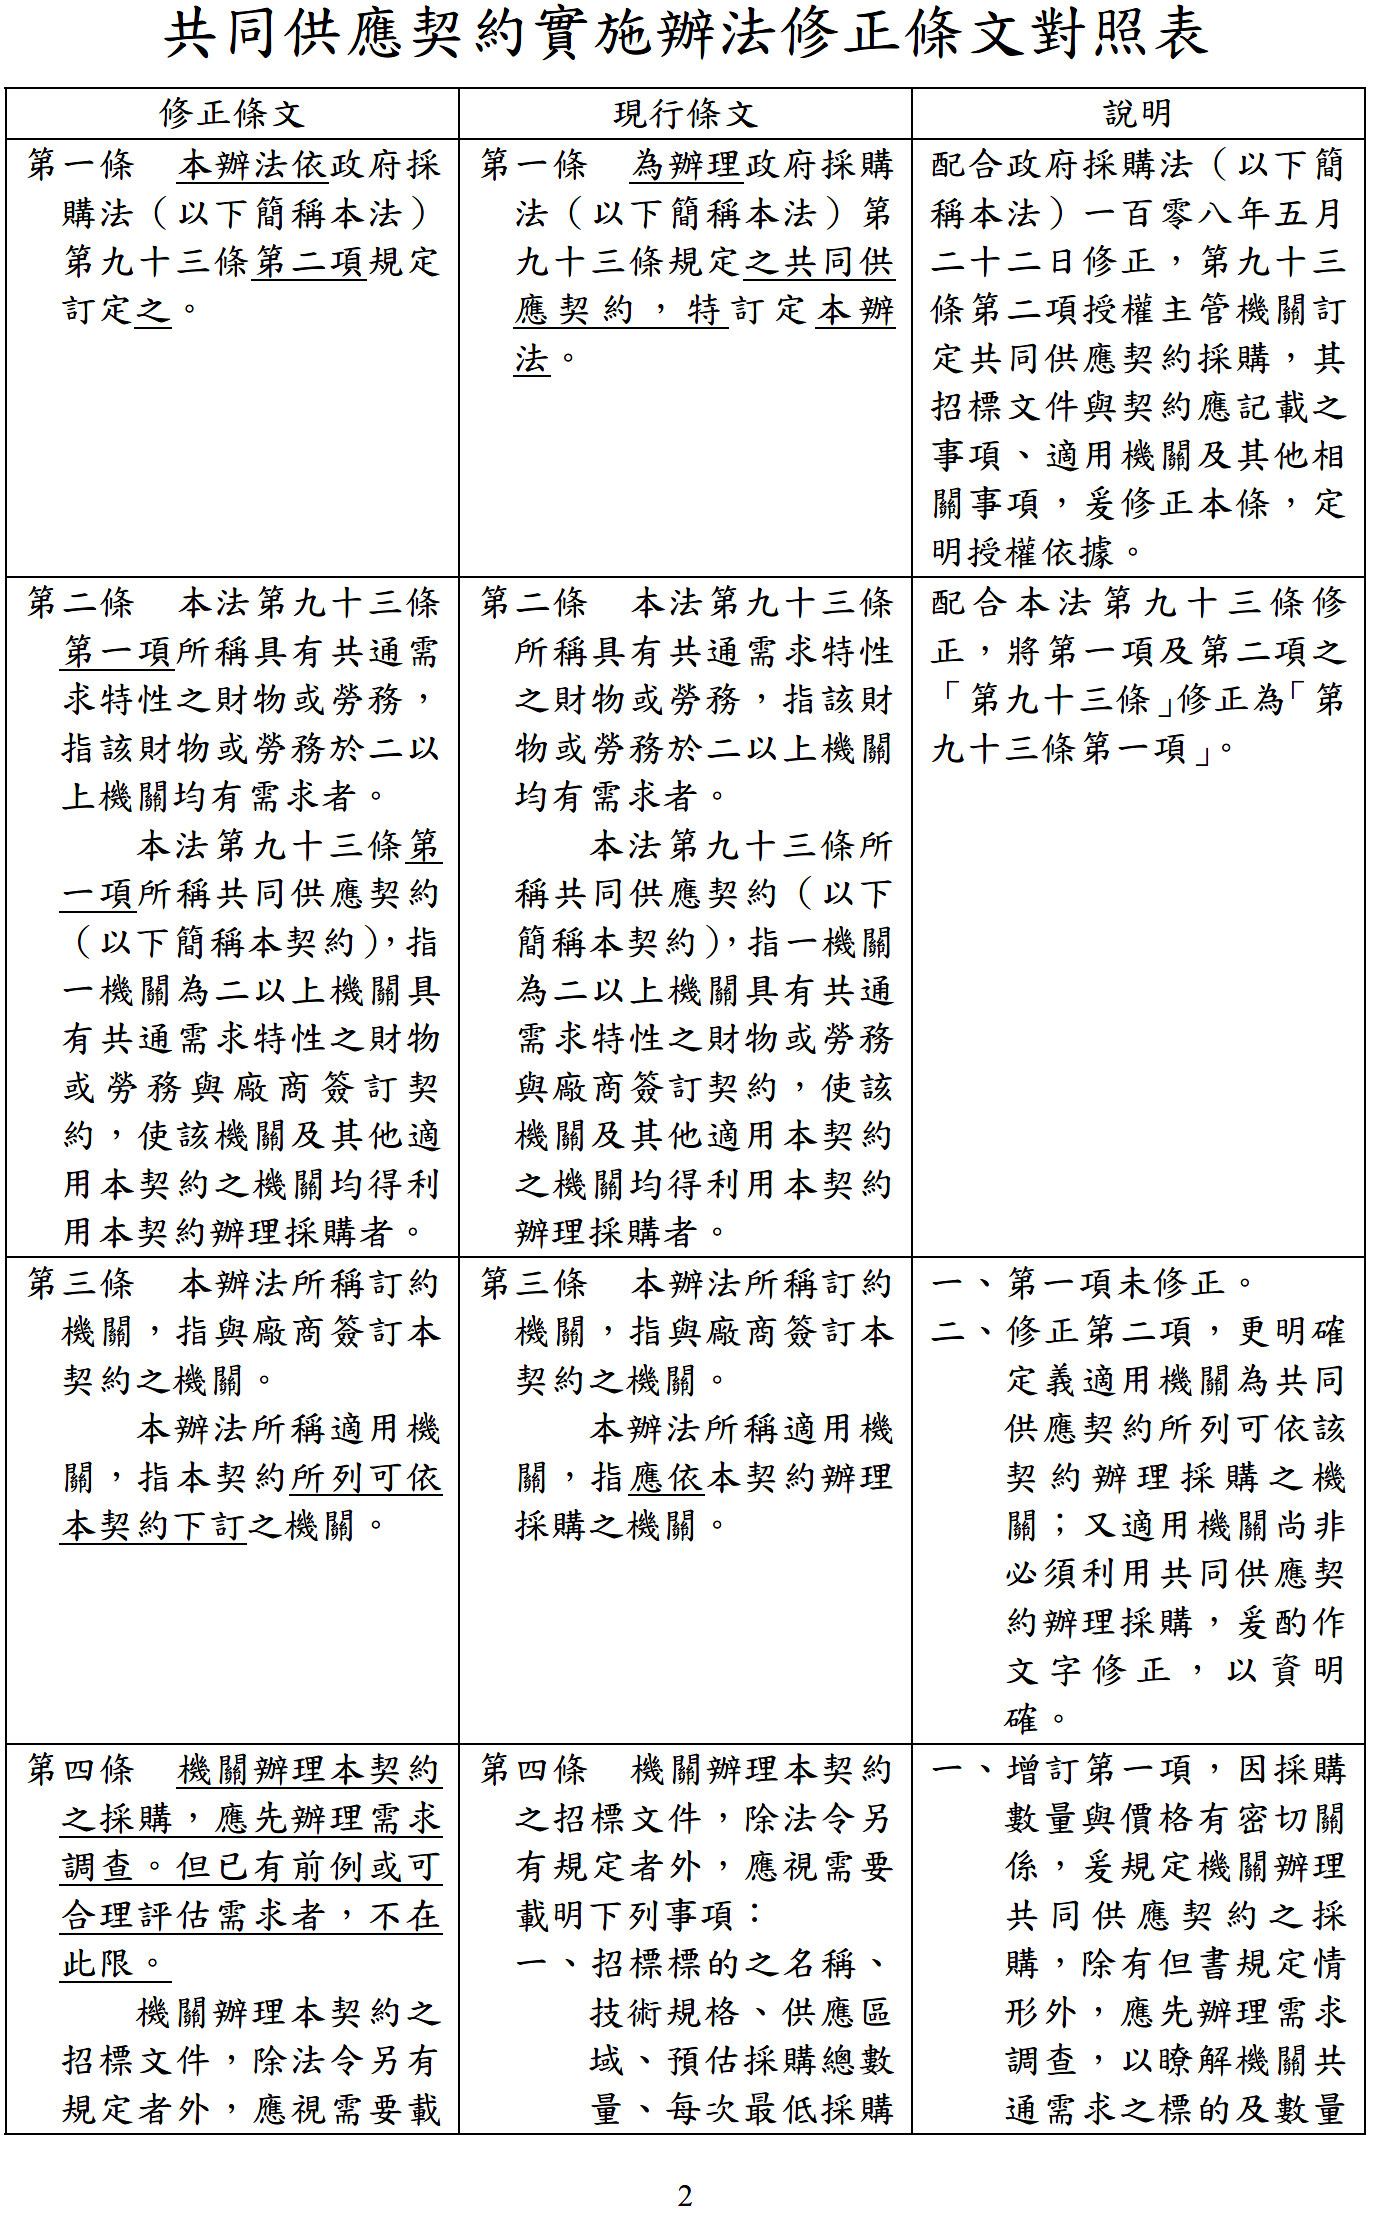 共同供應契約實施辦法修正條文對照表
修正條文
現行條文
說明
第一條　本辦法依政府採
購法（以下簡稱本法）
第九十三條第二項規定
訂定之。
第一條　為辦理政府採購
法（以下簡稱本法）第
九十三條規定之共同供
應契約，特訂定本辦
法。
配合政府採購法（以下簡
稱本法）一百零八年五月
二十二日修正，第九十三
條第二項授權主管機關訂
定共同供應契約採購，其
招標文件與契約應記載之
事項、適用機關及其他相
關事項，爰修正本條，定
明授權依據。
第二條　本法第九十三條
第一項所稱具有共通需
求特性之財物或勞務，
指該財物或勞務於二以
上機關均有需求者。
本法第九十三條第
一項所稱共同供應契約
（以下簡稱本契約），指
一機關為二以上機關具
有共通需求特性之財物
或勞務與廠商簽訂契
約，使該機關及其他適
用本契約之機關均得利
用本契約辦理採購者。
第二條　本法第九十三條
所稱具有共通需求特性
之財物或勞務，指該財
物或勞務於二以上機關
均有需求者。
本法第九十三條所
稱共同供應契約（以下
簡稱本契約），指一機關
為二以上機關具有共通
需求特性之財物或勞務
與廠商簽訂契約，使該
機關及其他適用本契約
之機關均得利用本契約
辦理採購者。
配合本法第九十三條修
正，將第一項及第二項之
「第九十三條」修正為「第
九十三條第一項」。
第三條　本辦法所稱訂約
機關，指與廠商簽訂本
契約之機關。
本辦法所稱適用機
關，指本契約所列可依
本契約下訂之機關。
第三條　本辦法所稱訂約
機關，指與廠商簽訂本
契約之機關。
本辦法所稱適用機
關，指應依本契約辦理
採購之機關。
一、第一項未修正。
二、修正第二項，更明確
定義適用機關為共同
供應契約所列可依該
契約辦理採購之機
關；又適用機關尚非
必須利用共同供應契
約辦理採購，爰酌作
文字修正，以資明
確。
第四條　機關辦理本契約
之採購，應先辦理需求
調查。但已有前例或可
合理評估需求者，不在
此限。
機關辦理本契約之
招標文件，除法令另有
規定者外，應視需要載
第四條　機關辦理本契約
之招標文件，除法令另
有規定者外，應視需要
載明下列事項：
一、招標標的之名稱、
技術規格、供應區
域、預估採購總數
量、每次最低採購
一、增訂第一項，因採購
數量與價格有密切關
係，爰規定機關辦理
共同供應契約之採
購，除有但書規定情
形外，應先辦理需求
調查，以瞭解機關共
通需求之標的及數量
2